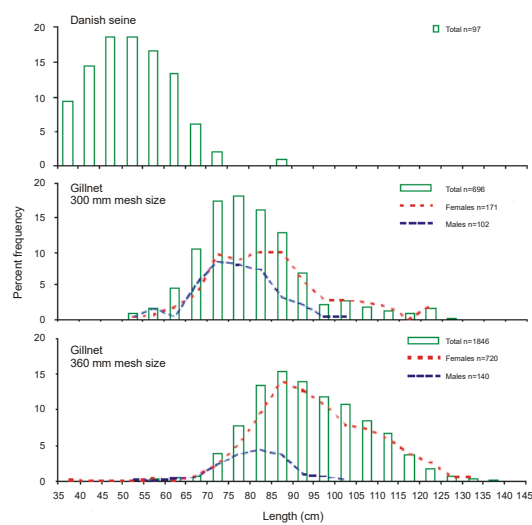 Danish seine
Total n=97
20
15
10
5
0
Gillnet
300 mm mesh size
Total n=696
Females n=171
Males n=102
20
15
10
5
0
Percent frequency
Gillnet
360 mm mesh size
Total n=1846
Females n=720
Males n=140
20
15
10
5
0
35 40 45 50 55 60 65 70 75 80 85 90 95 100 105 110 115 120 125 130 135 140 145
Length (cm)